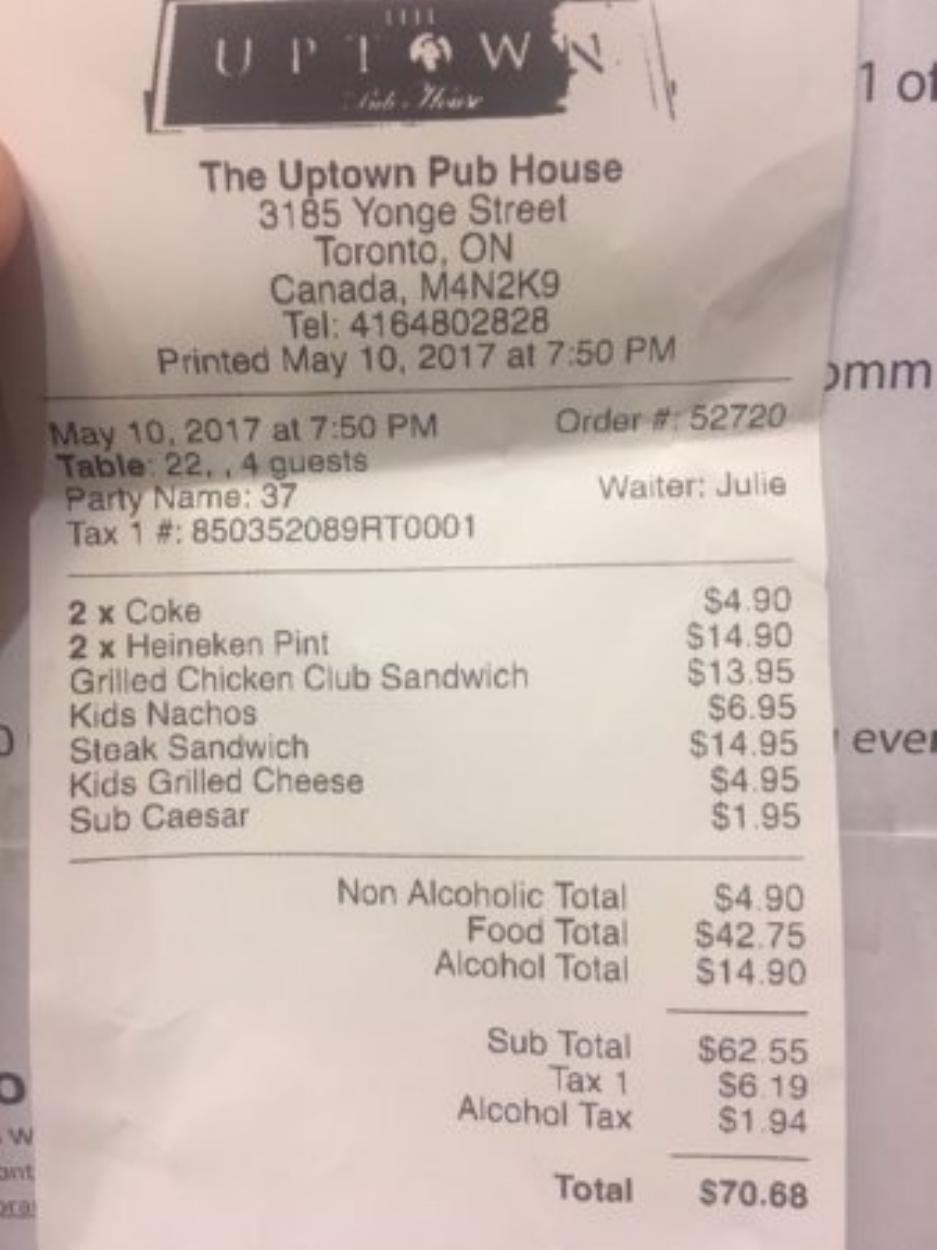 UPTOWN
Pub House
The Uptown Pub House
3185 Yonge Street
Toronto, ON
Canada, M4N2K9
Tel: 4164802828
Printed May 10, 2017 at 7:50 PM
May 10, 2017 at 7:50 PM Order #: 52720
Table: 22, , 4 guests
Party Name: 37 Waiter: Julie
Tax 1 #: 850352089RT0001
2 x Coke $4.90
2 x Heineken Pint $14.90
Grilled Chicken Club Sandwich $13.95
Kids Nachos $6.95
Steak Sandwich $14.95
Kids Grilled Cheese $4.95
Sub Caesar $1.95
Non Alcoholic Total $4.90
Food Total $42.75
Alcohol Total $14.90
Sub Total $62.55
Tax 1 $6.19
Alcohol Tax $1.94
Total $70.68
1 of
omm
ever